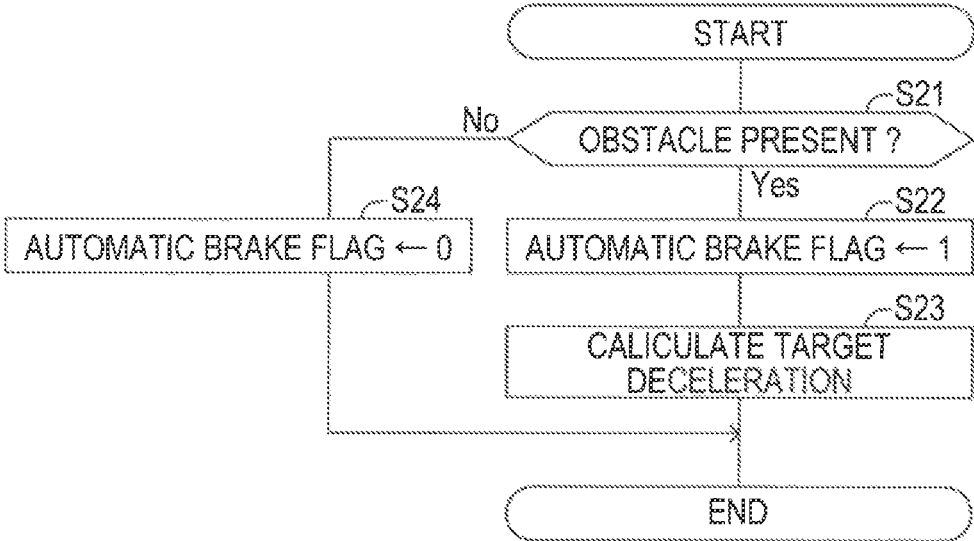 START
S21
No
OBSTACLE PRESENT ?
Yes
S24
S22
AUTOMATIC BRAKE FLAG ← 0
AUTOMATIC BRAKE FLAG ← 1
S23
CALICULATE TARGET
DECELERATION
END